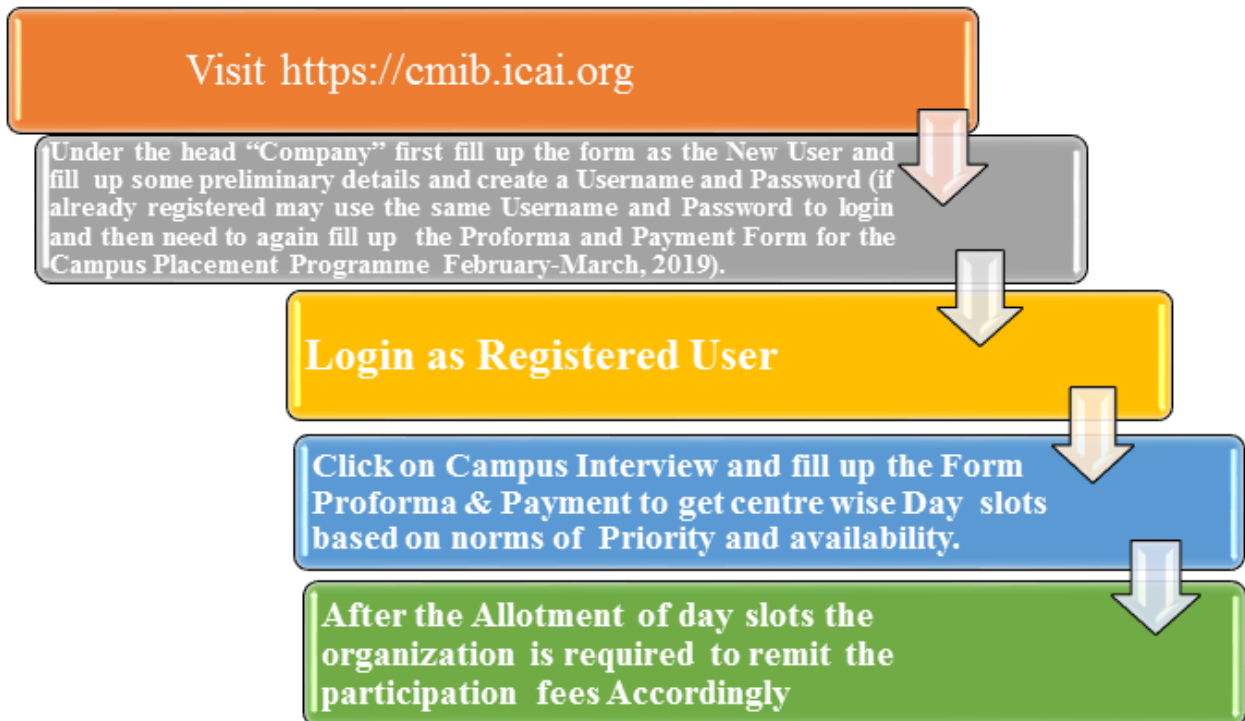 Visit https://cmib.icai.org
Under the head “Company” first fill up the form as the New User and
fill up some preliminary details and create a Username and Password (if
already registered may use the same Username and Password to login
and then need to again fill up the Proforma and Payment Form for the
Campus Placement Programme February-March, 2019).
Login as Registered User
Click on Campus Interview and fill up the Form
Proforma & Payment to get centre wise Day slots
based on norms of Priority and availability.
After the Allotment of day slots the
organization is required to remit the
participation fees Accordingly